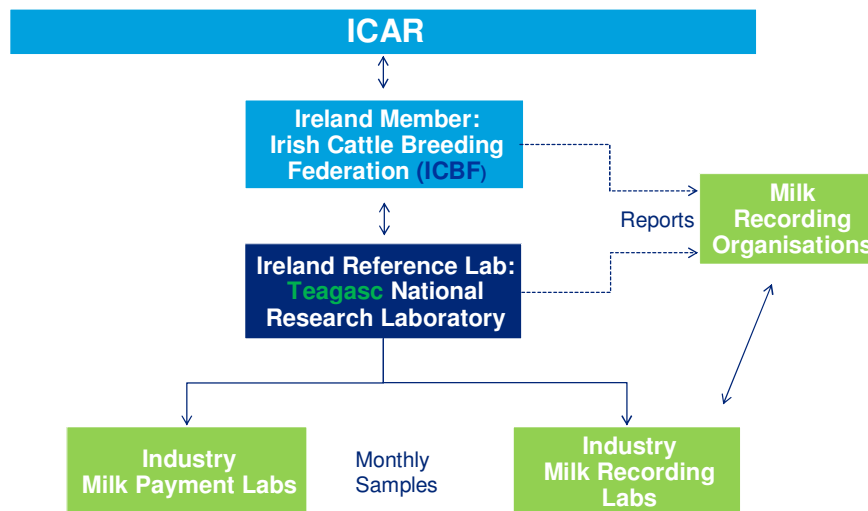 ICAR
Ireland Member:
Irish Cattle Breeding
Federation (ICBF)
Reports
Milk
Recording
Organisations
Ireland Reference Lab:
Teagasc National
Research Laboratory
Industry
Milk Payment Labs
Monthly
Samples
Industry
Milk Recording
Labs